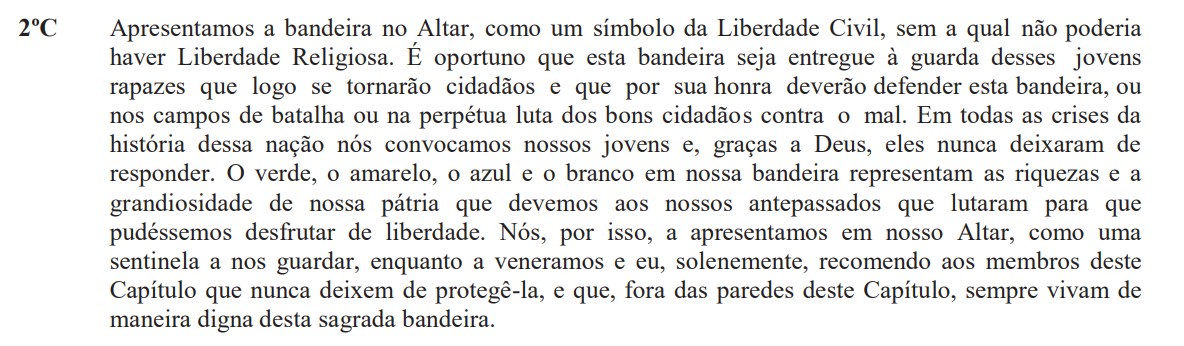 2ºC Apresentamos a bandeira no Altar, como um símbolo da Liberdade Civil, sem a qual não poderia
haver Liberdade Religiosa. É oportuno que esta bandeira seja entregue à guarda desses jovens
rapazes que logo se tornarão cidadãos e que por sua honra deverão defender esta bandeira, ou
nos campos de batalha ou na perpétua luta dos bons cidadãos contra o mal. Em todas as crises da
história dessa nação nós convocamos nossos jovens e, graças a Deus, eles nunca deixaram de
responder. O verde, o amarelo, o azul e o branco em nossa bandeira representam as riquezas e a
grandiosidade de nossa pátria que devemos aos nossos antepassados que lutaram para que
pudéssemos desfrutar de liberdade. Nós, por isso, a apresentamos em nosso Altar, como uma
sentinela a nos guardar, enquanto a veneramos e eu, solenemente, recomendo aos membros deste
Capítulo que nunca deixem de protegê-la, e que, fora das paredes deste Capítulo, sempre vivam de
maneira digna desta sagrada bandeira.